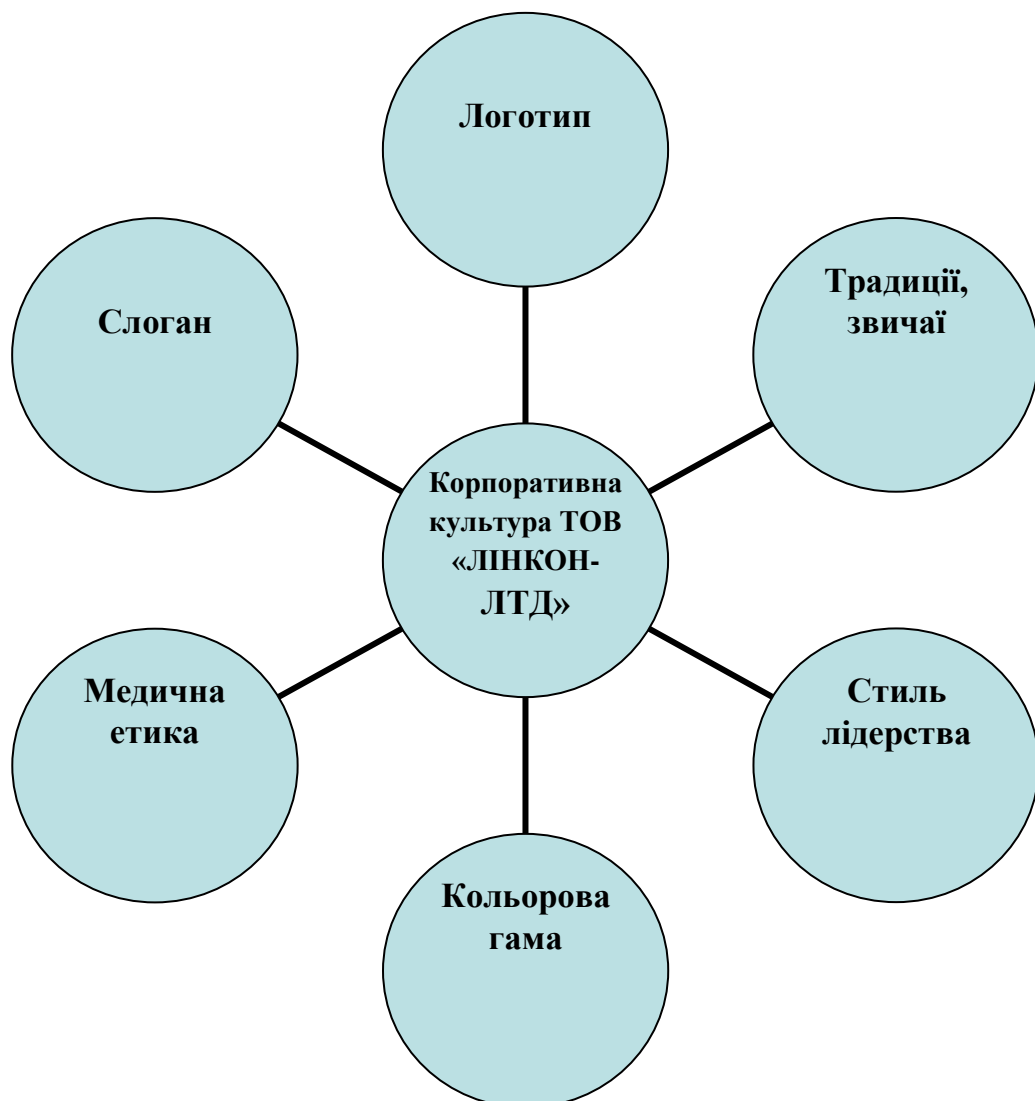 Логотип
Традиції,
звичаї
Слоган
Корпоративна
культура ТОВ
«ЛІНКОН-
ЛТД»
Медична
етика
Стиль
лідерства
Кольорова
гама